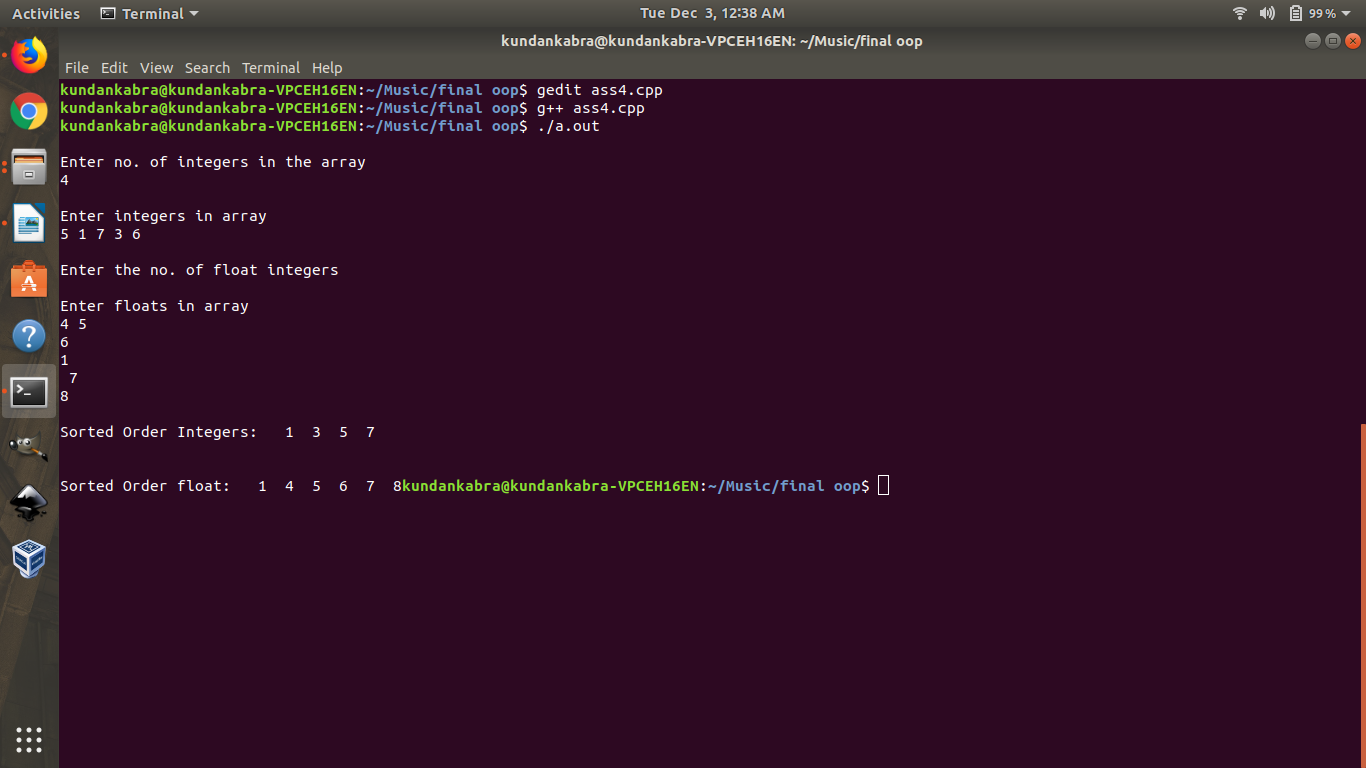 Activities Terminal Tue Dec 3, 12:38 AM 99%
kundankabra@kundankabra-VPCEH16EN: ~/Music/final oop
File Edit View Search Terminal Help
kundankabra@kundankabra-VPCEH16EN:~/Music/final oop$ gedit ass4.cpp
kundankabra@kundankabra-VPCEH16EN:~/Music/final oop$ g++ ass4.cpp
kundankabra@kundankabra-VPCEH16EN:~/Music/final oop$ ./a.out
Enter no. of integers in the array
4
Enter integers in array
5 1 7 3 6
Enter the no. of float integers
Enter floats in array
4 5
6
1
 7
8
Sorted Order Integers:   1  3  5  7
Sorted Order float:   1  4  5  6  7  8kundankabra@kundankabra-VPCEH16EN:~/Music/final oop$